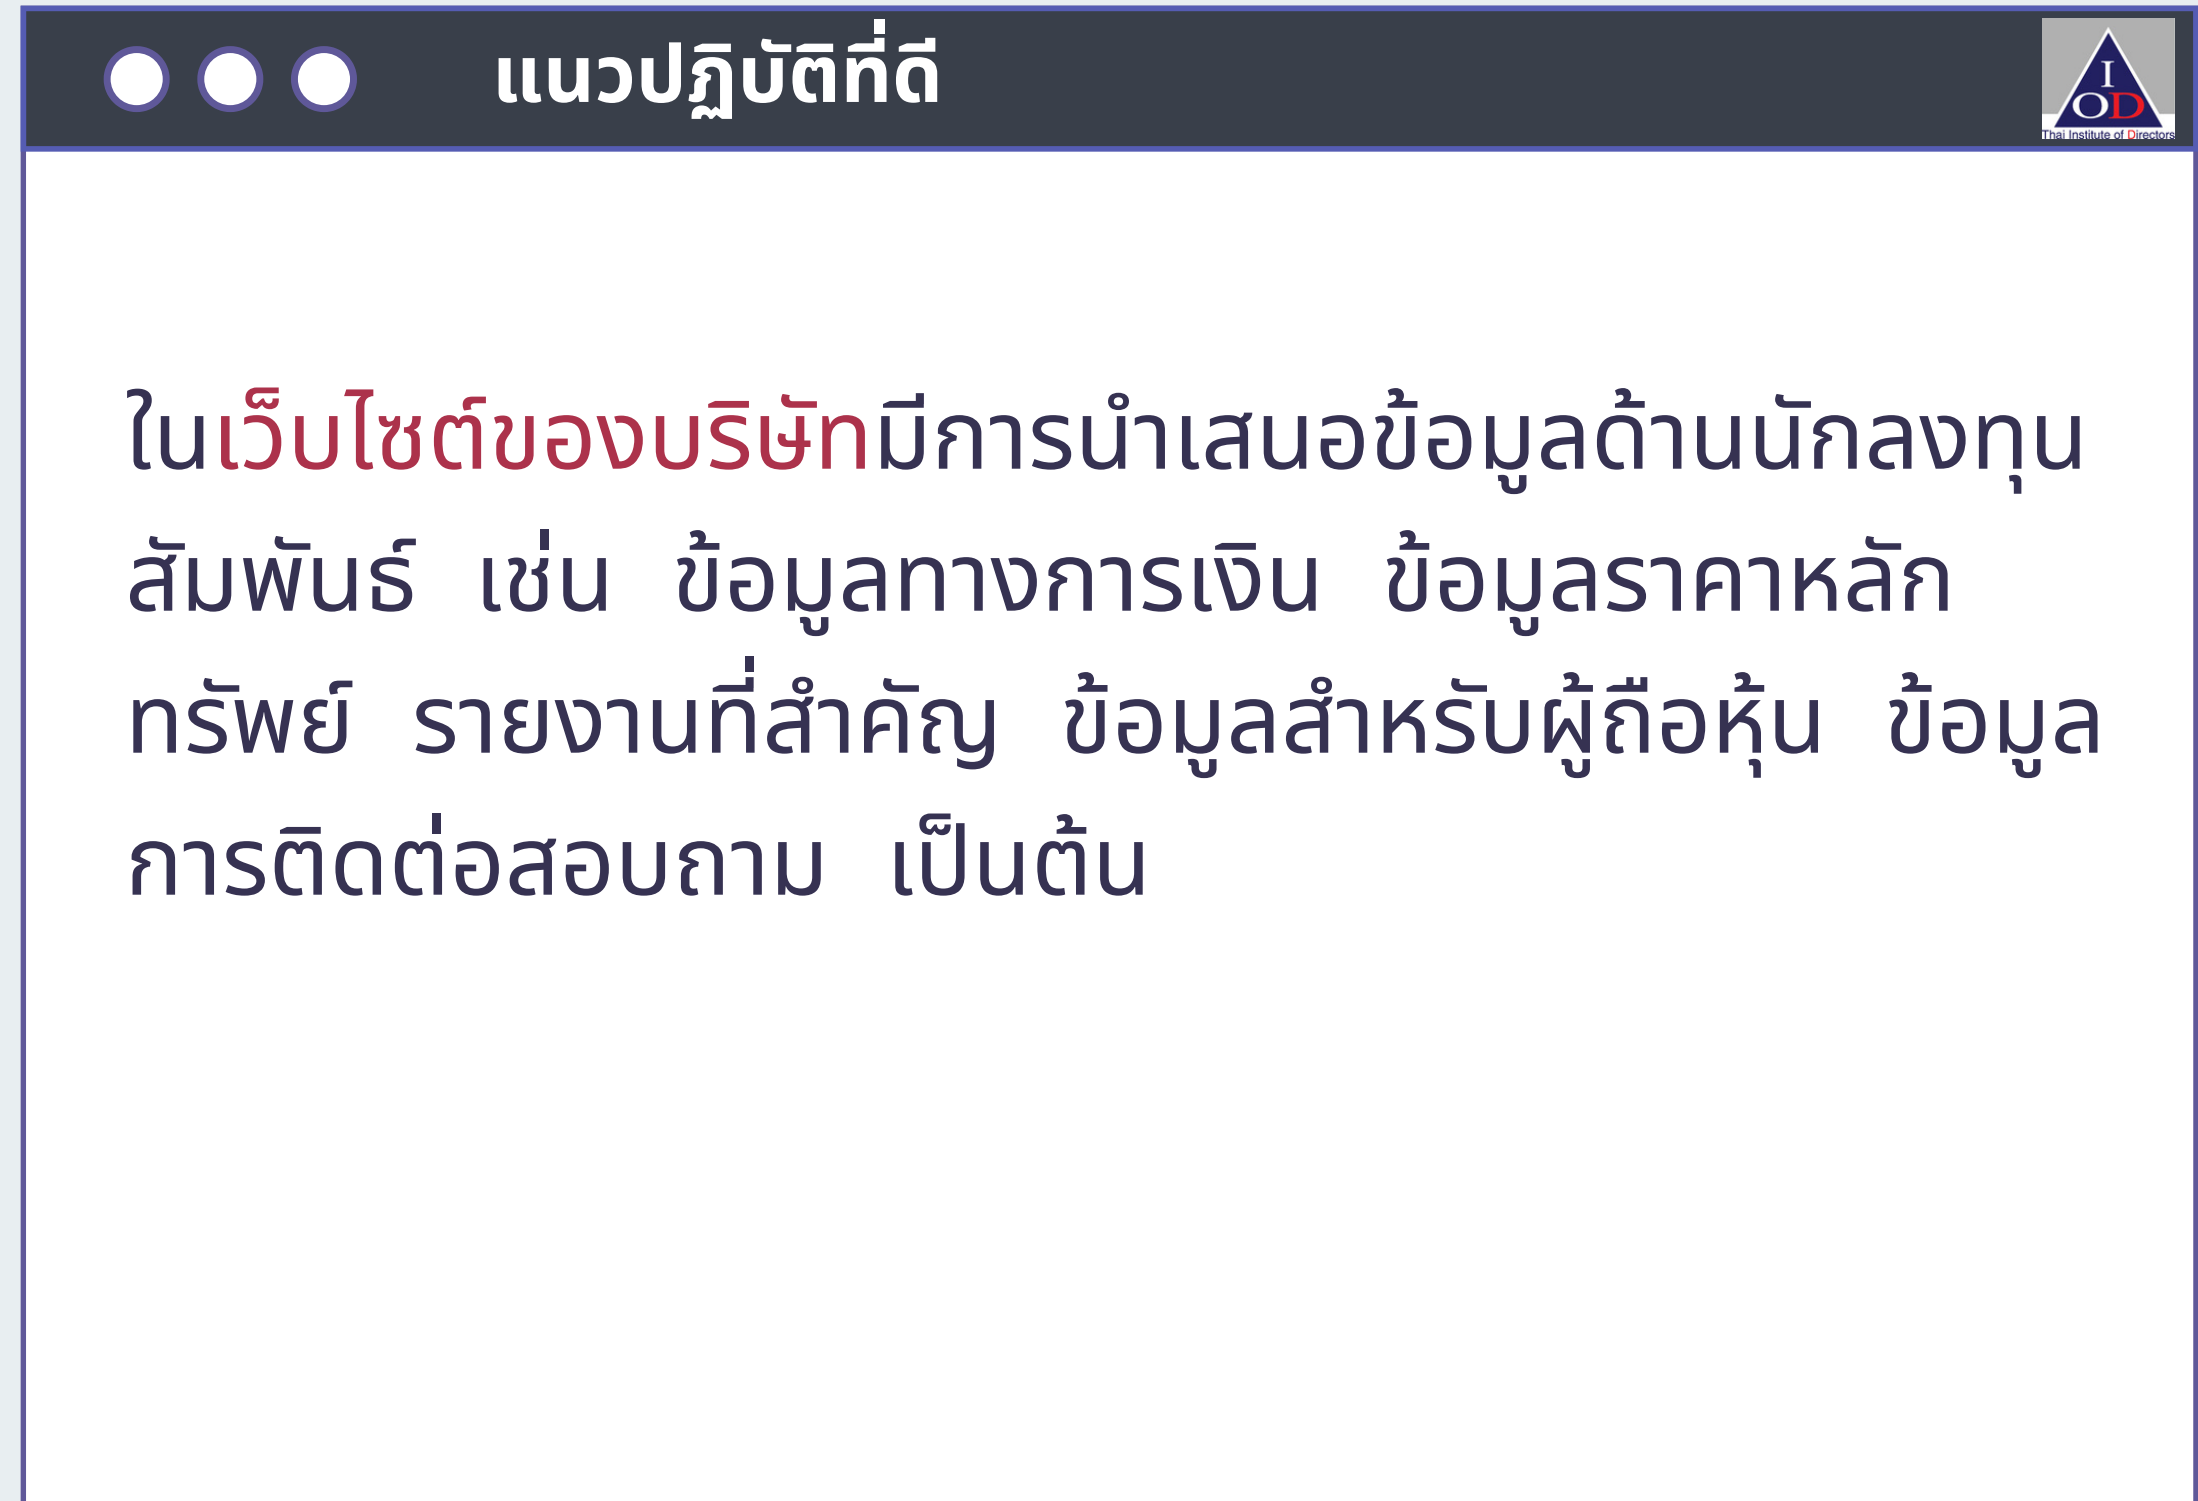 แนวปฏิบัติที่ดี
I
OD
Thai Institute of Directors
ในเว็บไซต์ของบริษัทมีการนำเสนอข้อมูลด้านนักลงทุน
สัมพันธ์ เช่น ข้อมูลทางการเงิน ข้อมูลราคาหลัก
ทรัพย์ รายงานที่สำคัญ ข้อมูลสำหรับผู้ถือหุ้น ข้อมูล
การติดต่อสอบถาม เป็นต้น